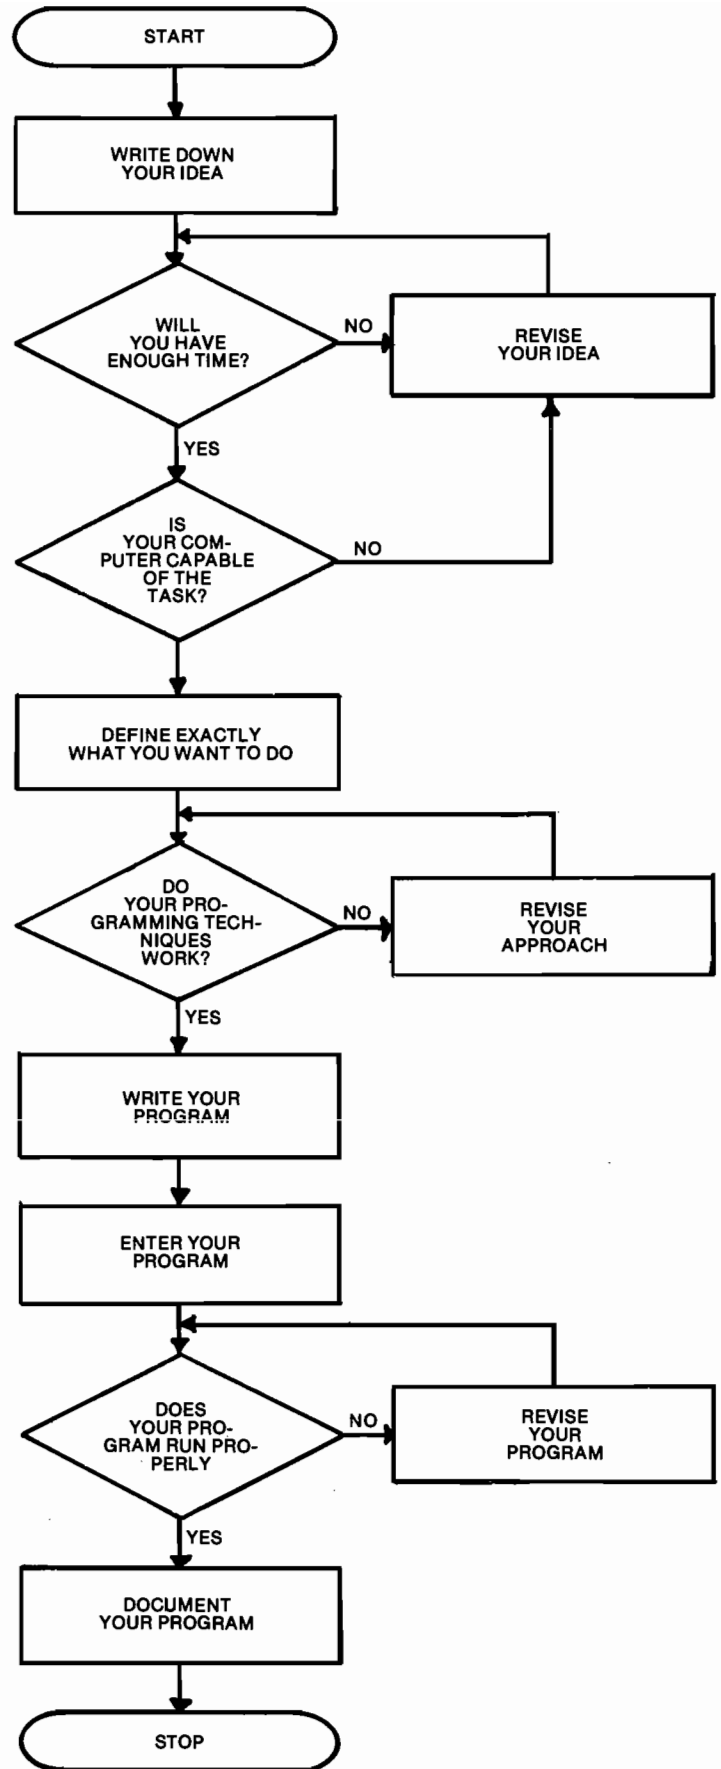 START
WRITE DOWN
YOUR IDEA
WILL
YOU HAVE
ENOUGH TIME?
NO
REVISE
YOUR IDEA
YES
IS
YOUR COM-
PUTER CAPABLE
OF THE
TASK?
NO
DEFINE EXACTLY
WHAT YOU WANT TO DO
DO
YOUR PRO-
GRAMMING TECH-
NIQUES
WORK?
NO
REVISE
YOUR
APPROACH
YES
WRITE YOUR
PROGRAM
ENTER YOUR
PROGRAM
DOES
YOUR PRO-
GRAM RUN PRO-
PERLY
NO
REVISE
YOUR
PROGRAM
YES
DOCUMENT
YOUR PROGRAM
STOP